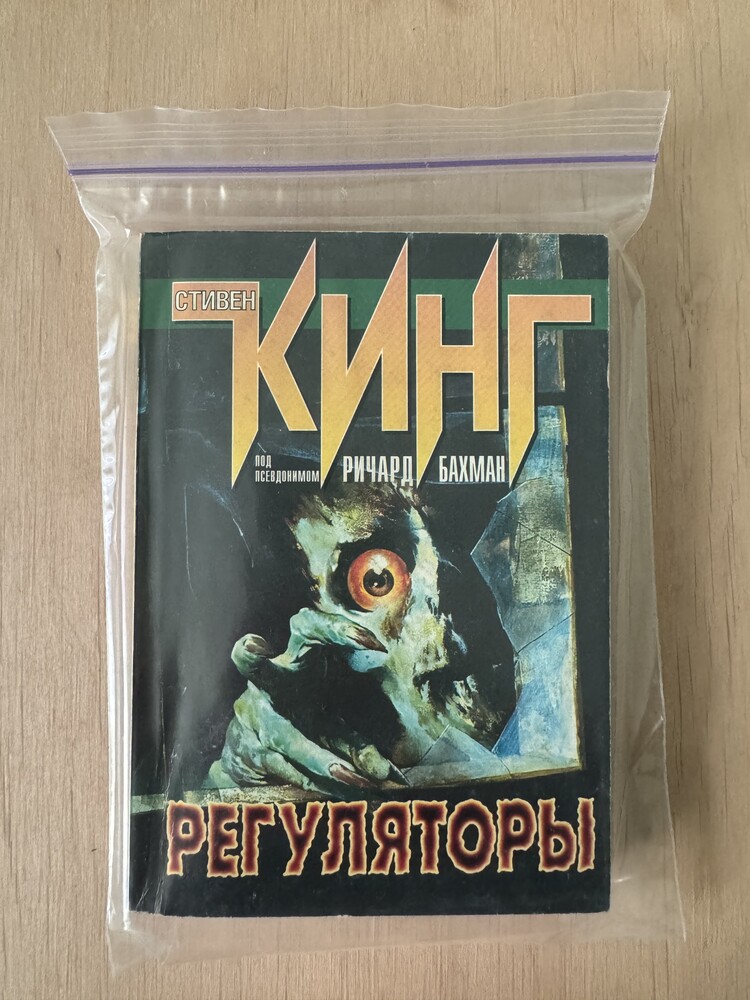 СТИВЕН
КИНГ
ПОД
ПСЕВДОНИМОМ РИЧАРД БАХМАН
РЕГУЛЯТОРЫ